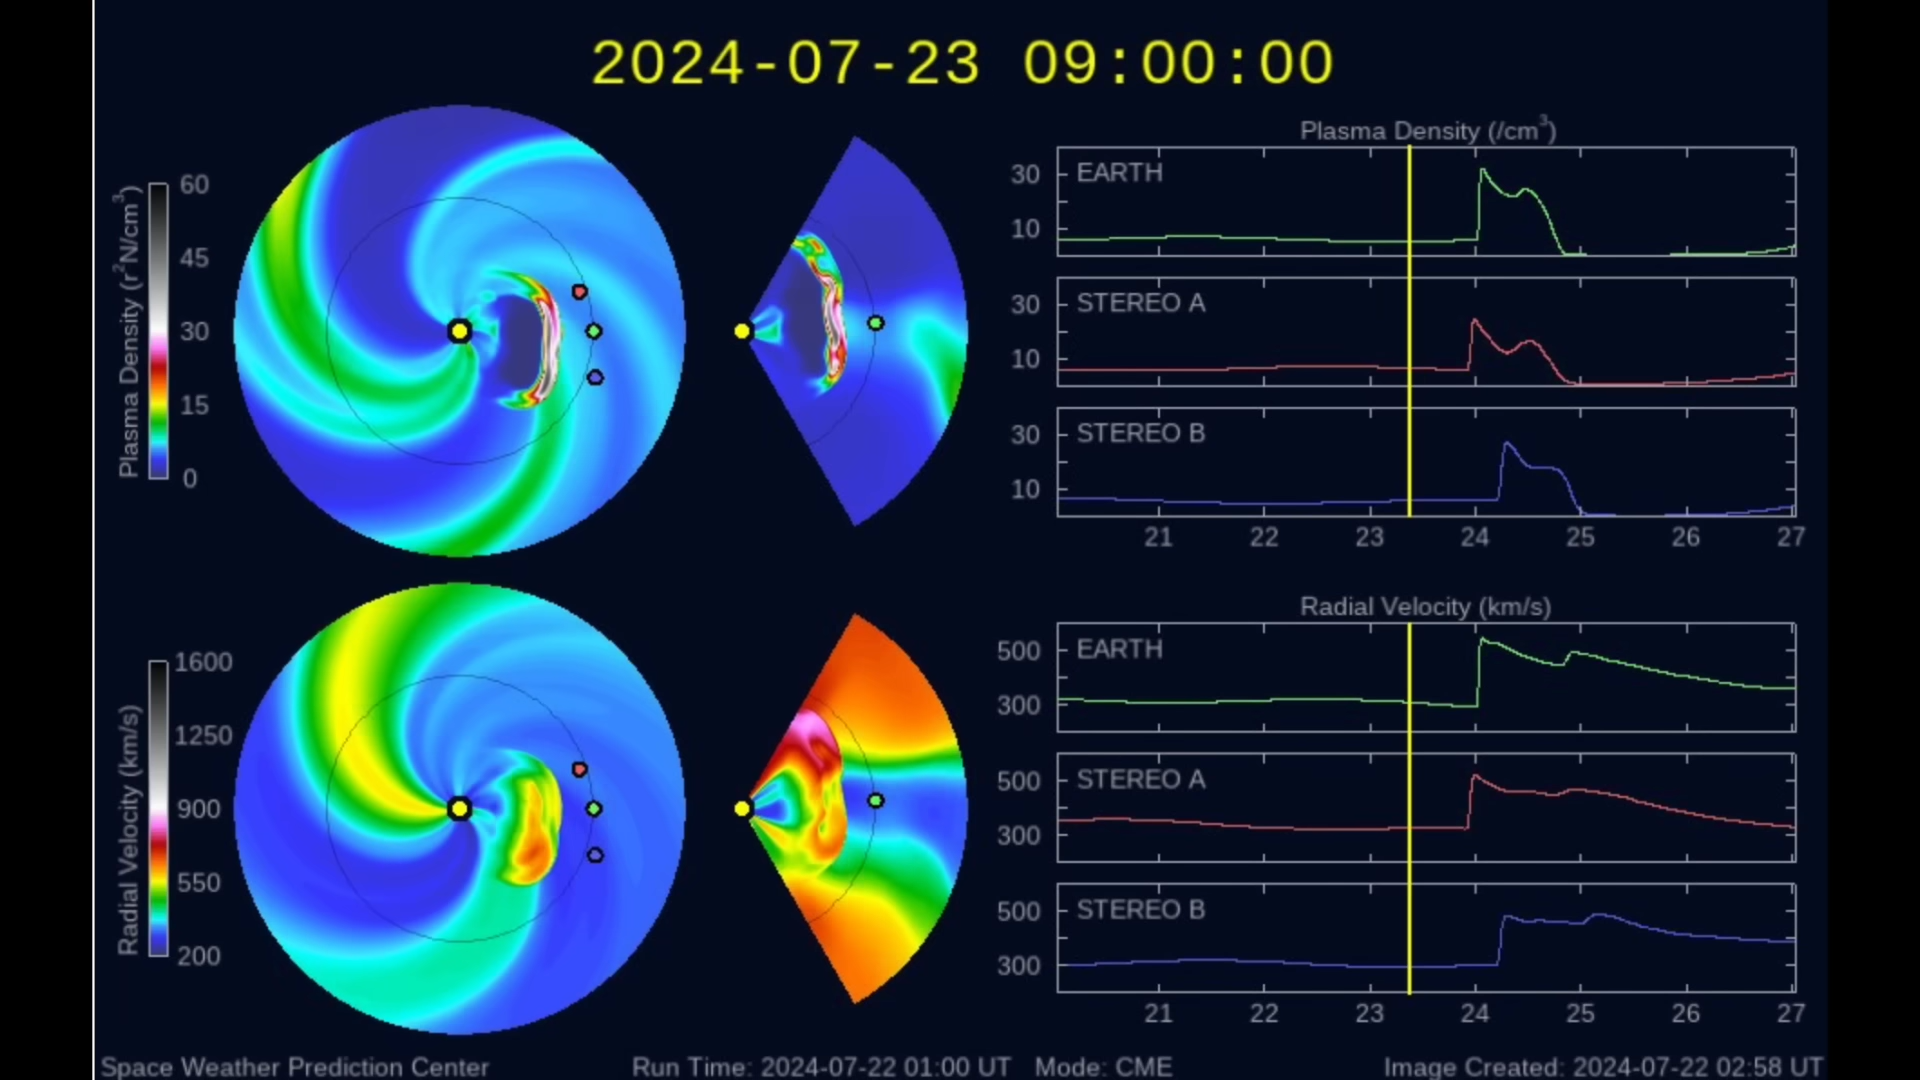 2024-07-23 09:00:00
Plasma Density (r²N/cm³)
60
45
30
15
0
Plasma Density (/cm³)
EARTH
30
10
STEREO A
30
10
STEREO B
30
10
21 22 23 24 25 26 27
Radial Velocity (km/s)
1600
1250
900
550
200
Radial Velocity (km/s)
EARTH
500
300
STEREO A
500
300
STEREO B
500
300
21 22 23 24 25 26 27
Space Weather Prediction Center Run Time: 2024-07-22 01:00 UT Mode: CME Image Created: 2024-07-22 02:58 UT